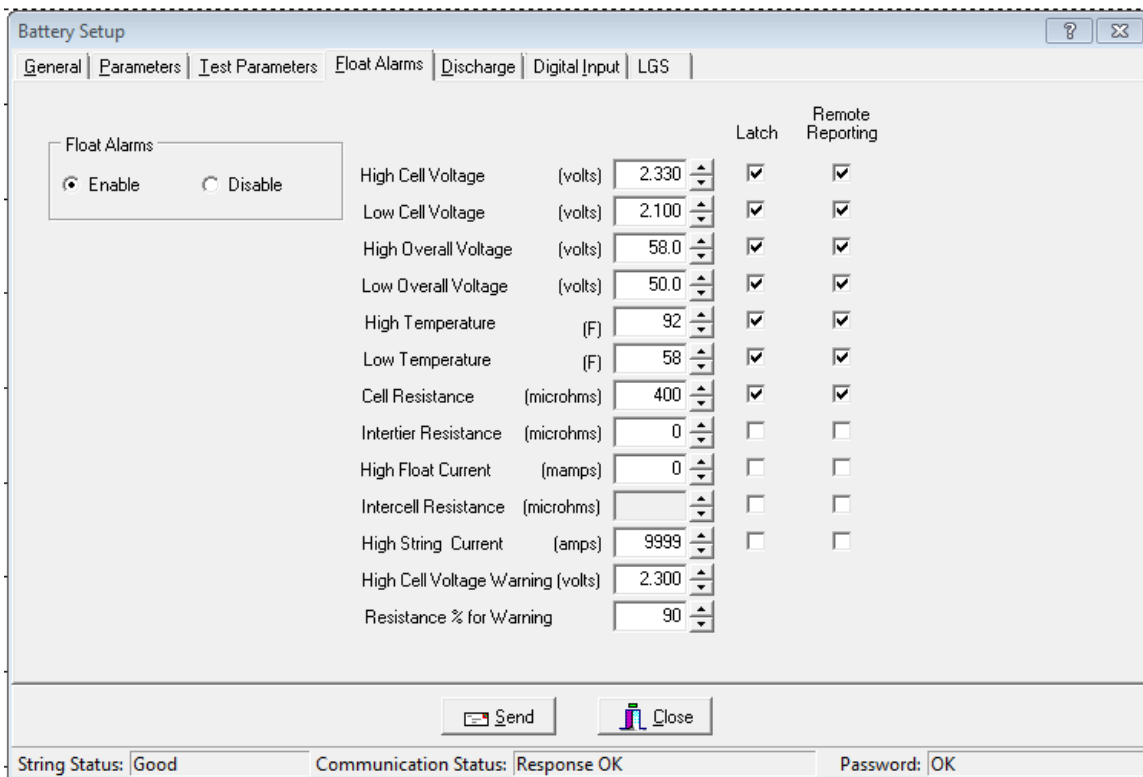 Battery Setup
General Parameters Test Parameters Float Alarms Discharge Digital Input LGS
Float Alarms
Enable Disable
Latch Remote Reporting
High Cell Voltage (volts) 2.330
Low Cell Voltage (volts) 2.100
High Overall Voltage (volts) 58.0
Low Overall Voltage (volts) 50.0
High Temperature (F) 92
Low Temperature (F) 58
Cell Resistance (microhms) 400
Intertier Resistance (microhms) 0
High Float Current (mamps) 0
Intercell Resistance (microhms)
High String Current (amps) 9999
High Cell Voltage Warning (volts) 2.300
Resistance % for Warning 90
Send Close
String Status: Good Communication Status: Response OK Password: OK